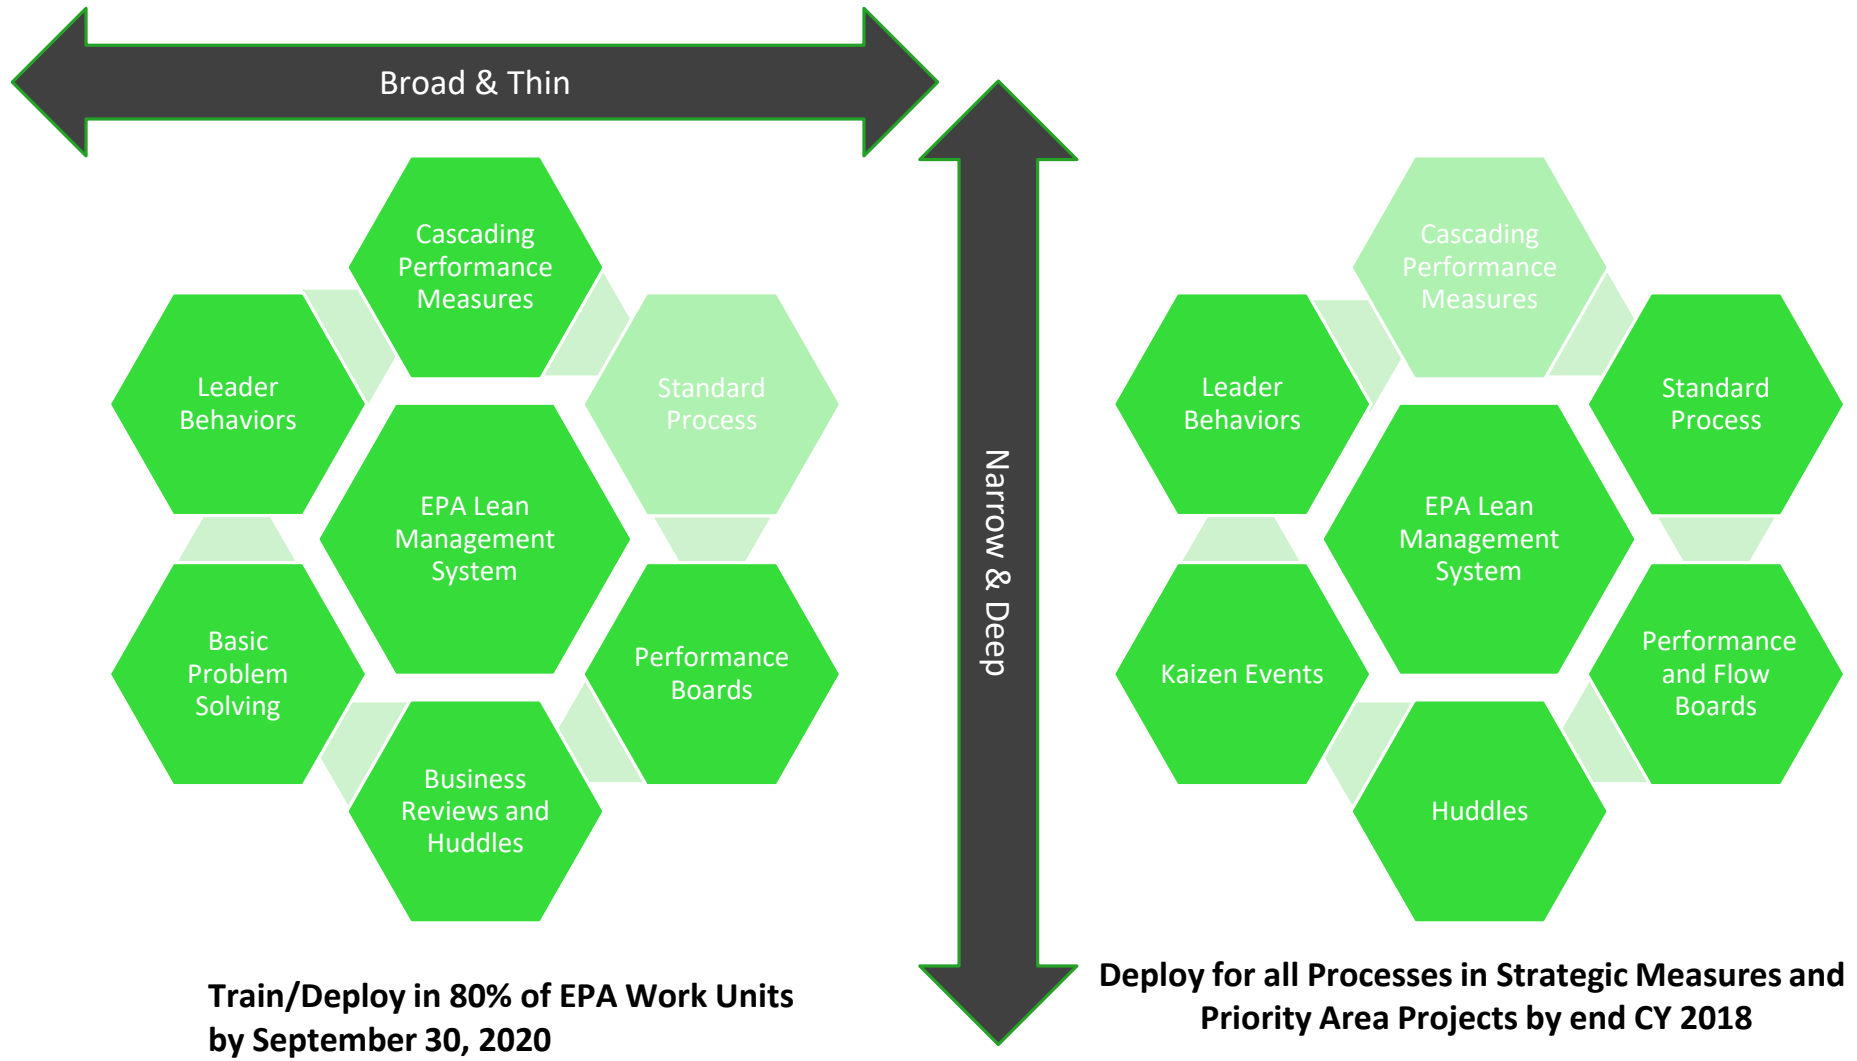 Broad & Thin
Cascading
Performance
Measures
Leader
Behaviors
Standard
Process
EPA Lean
Management
System
Basic
Problem
Solving
Performance
Boards
Business
Reviews and
Huddles
Train/Deploy in 80% of EPA Work Units
by September 30, 2020
Narrow & Deep
Cascading
Performance
Measures
Leader
Behaviors
Standard
Process
EPA Lean
Management
System
Kaizen Events
Performance
and Flow
Boards
Huddles
Deploy for all Processes in Strategic Measures and
Priority Area Projects by end CY 2018